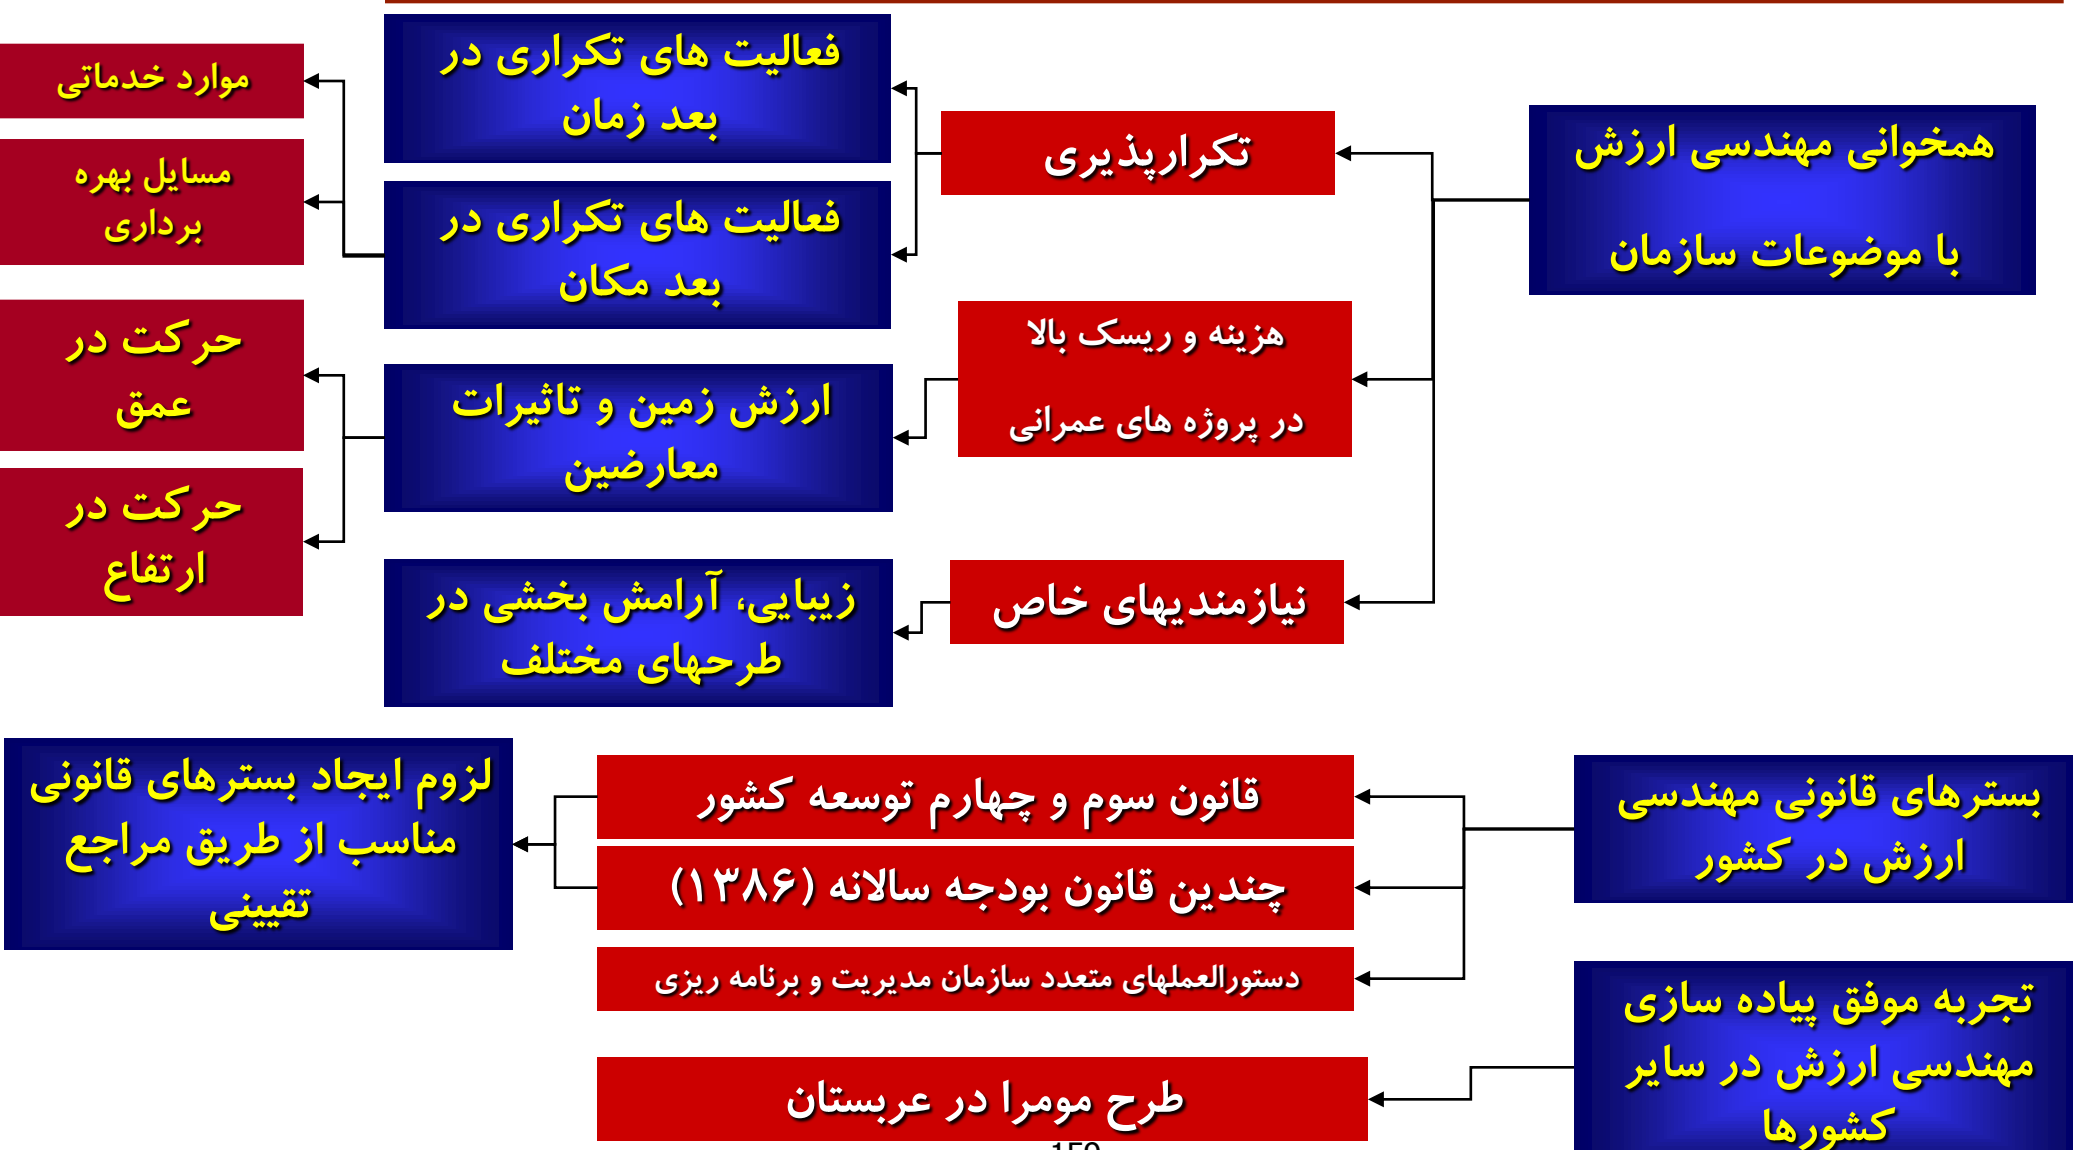 همخوانی مهندسی ارزش
با موضوعات سازمان
تکرارپذیری
فعالیت های تکراری در
بعد زمان
فعالیت های تکراری در
بعد مکان
موارد خدماتی
مسایل بهره
برداری
هزینه و ریسک بالا
در پروژه های عمرانی
ارزش زمین و تاثیرات
معارضین
حرکت در
عمق
حرکت در
ارتفاع
نیازمندیهای خاص
زیبایی، آرامش بخشی در
طرحهای مختلف
بسترهای قانونی مهندسی
ارزش در کشور
قانون سوم و چهارم توسعه کشور
چندین قانون بودجه سالانه (۱۳۸۶)
دستورالعملهای متعدد سازمان مدیریت و برنامه ریزی
لزوم ایجاد بسترهای قانونی
مناسب از طریق مراجع
تقیینی
تجربه موفق پیاده سازی
مهندسی ارزش در سایر
کشورها
طرح مومرا در عربستان